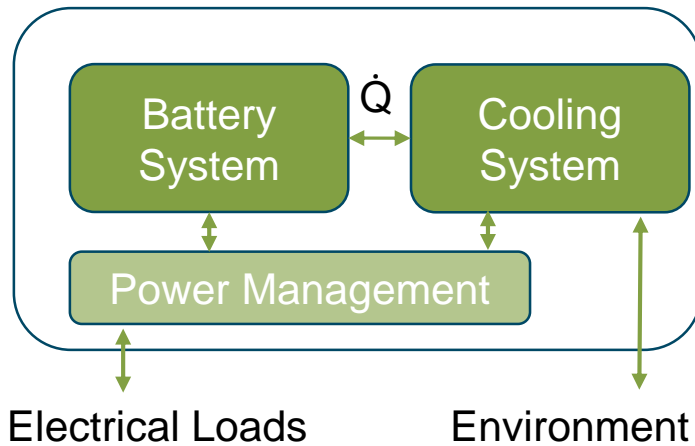 Battery
System
Q̇
Cooling
System
Power Management
Electrical Loads
Environment